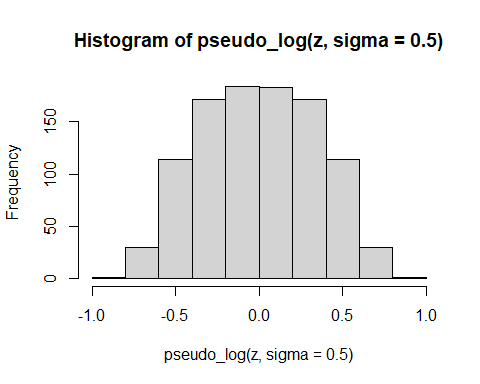 Histogram of pseudo_log(z, sigma = 0.5)
Frequency
150
100
50
0
-1.0 -0.5 0.0 0.5 1.0
pseudo_log(z, sigma = 0.5)